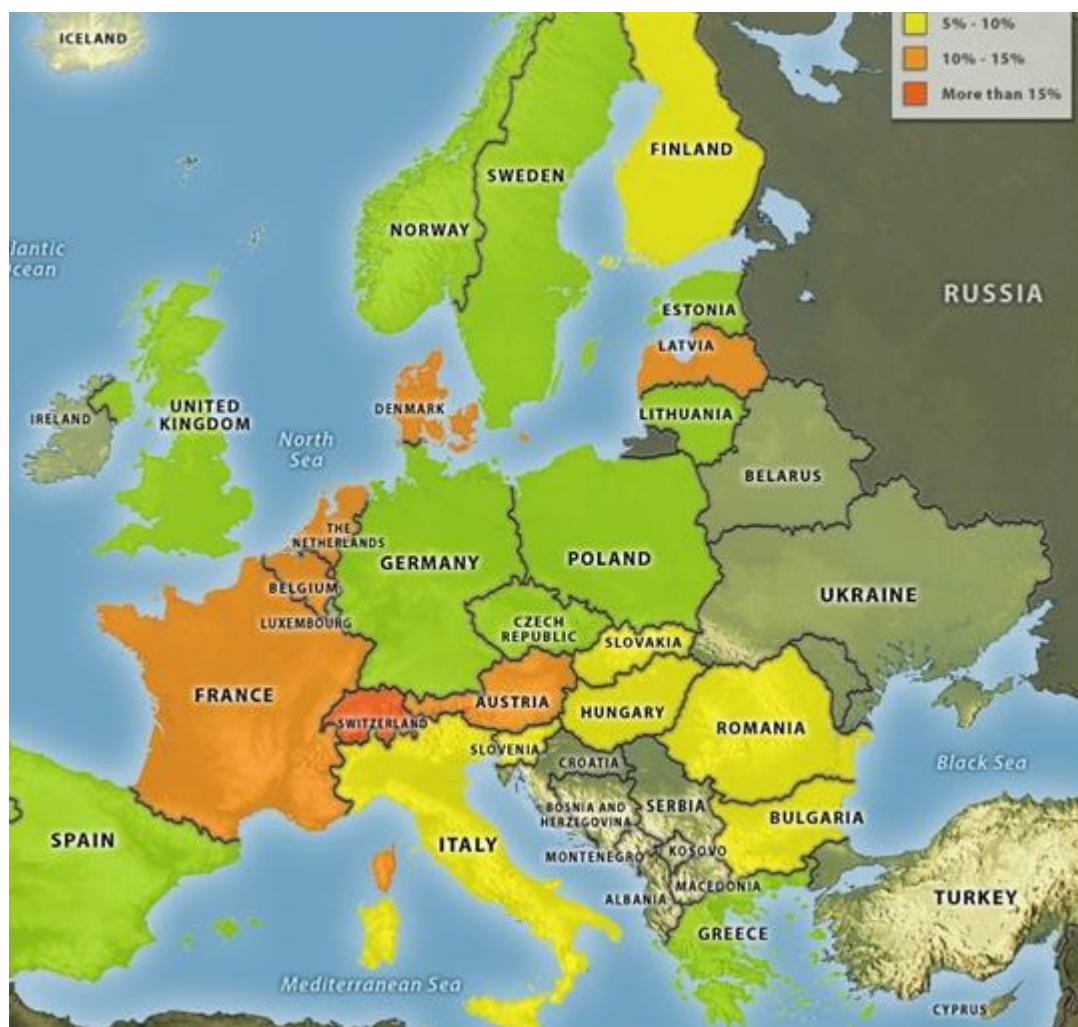 5% - 10%
10% - 15%
More than 15%
ICELAND
FINLAND
SWEDEN
NORWAY
lantic
cean
RUSSIA
ESTONIA
LATVIA
DENMARK
LITHUANIA
IRELAND
UNITED
KINGDOM
North
Sea
BELARUS
THE
NETHERLANDS
GERMANY
POLAND
BELGIUM
UKRAINE
LUXEMBOURG
CZECH
REPUBLIC
SLOVAKIA
FRANCE
AUSTRIA
SWITZERLAND
HUNGARY
ROMANIA
SLOVENIA
CROATIA
Black Sea
BOSNIA AND
HERZEGOVINA
SERBIA
BULGARIA
SPAIN
ITALY
MONTENEGRO
KOSOVO
MACEDONIA
ALBANIA
TURKEY
GREECE
Mediterranean Sea
CYPRUS